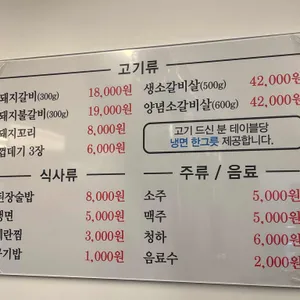 고기류
돼지갈비(300g) 18,000원
돼지불갈비(300g) 19,000원
돼지꼬리 8,000원
껍데기 3장 6,000원
생소갈비살(500g) 42,000원
양념소갈비살(600g) 42,000원
고기 드신 분 테이블당
냉면 한그릇 제공합니다.
식사류
된장술밥 8,000원
냉면 5,000원
계란찜 3,000원
공기밥 1,000원
주류 / 음료
소주 5,000원
맥주 5,000원
청하 6,000원
음료수 2,000원